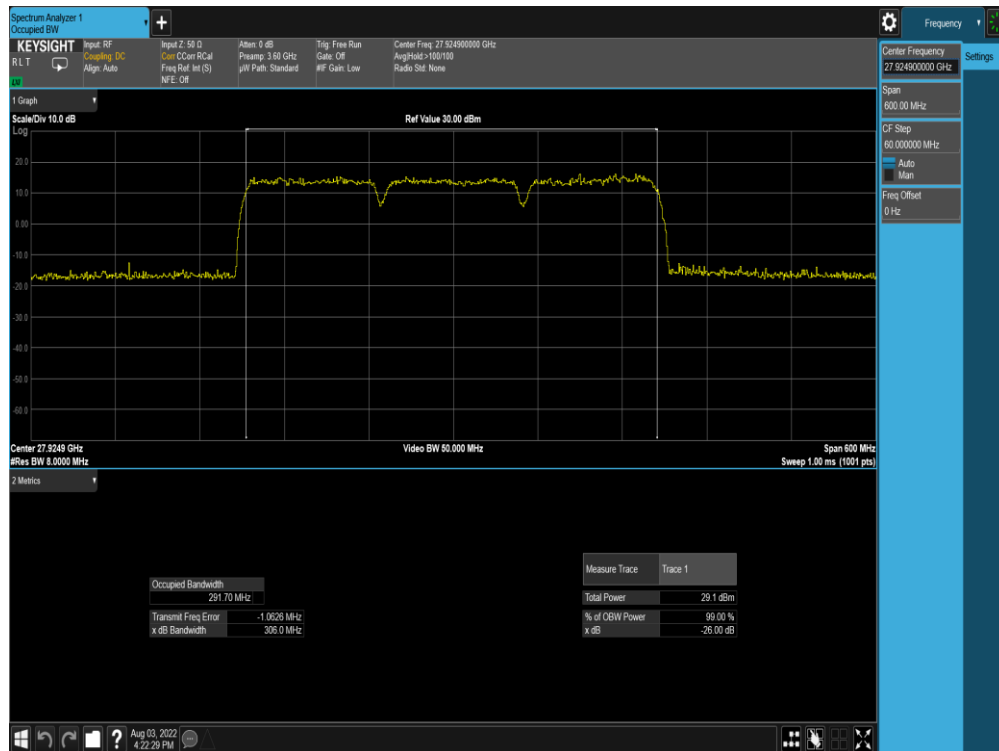 Spectrum Analyzer 1
Occupied BW
+
Frequency
KEYSIGHT
R L T
LXI
Input: RF
Coupling: DC
Align: Auto
Input Z: 50 Ω
Corr CCorr RCal
Freq Ref: Int (S)
NFE: Off
Atten: 0 dB
Preamp: 3.60 GHz
µW Path: Standard
Trig: Free Run
Gate: Off
#IF Gain: Low
Center Freq: 27.924900000 GHz
Avg|Hold:>100/100
Radio Std: None
Center Frequency
27.924900000 GHz
Settings
Span
600.00 MHz
CF Step
60.000000 MHz
Auto
Man
Freq Offset
0 Hz
1 Graph
Scale/Div 10.0 dB
Ref Value 30.00 dBm
Log
20.0
10.0
0.00
-10.0
-20.0
-30.0
-40.0
-50.0
-60.0
Center 27.9249 GHz
Video BW 50.000 MHz
Span 600 MHz
#Res BW 8.0000 MHz
Sweep 1.00 ms (1001 pts)
2 Metrics
Measure Trace Trace 1
Occupied Bandwidth
291.70 MHz
Total Power 29.1 dBm
Transmit Freq Error -1.0626 MHz
% of OBW Power 99.00 %
x dB Bandwidth 306.0 MHz
x dB -26.00 dB
?
Aug 03, 2022
4:22:29 PM